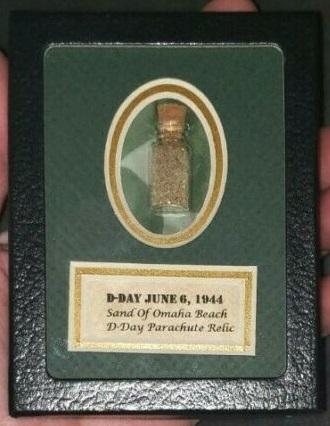 D-DAY JUNE 6, 1944
Sand Of Omaha Beach
D-Day Parachute Relic